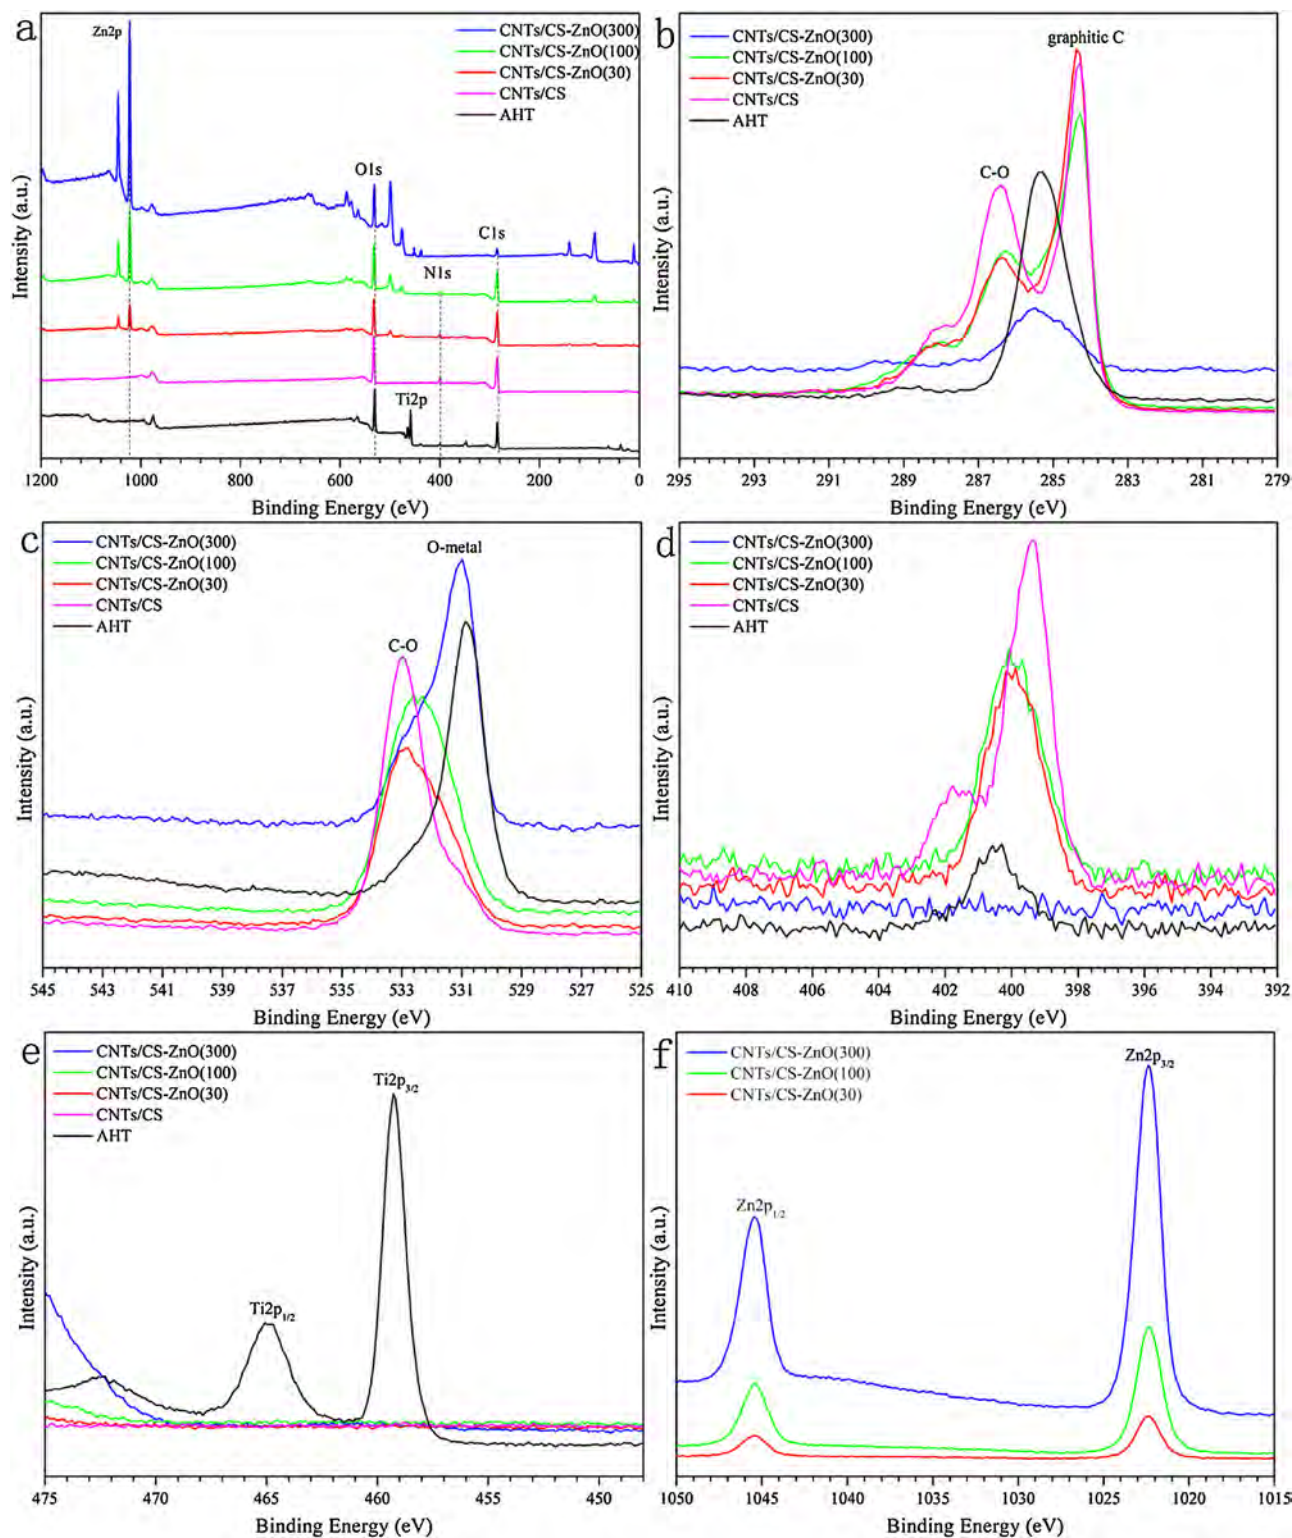 a
Zn2p
CNTs/CS-ZnO(300)
CNTs/CS-ZnO(100)
CNTs/CS-ZnO(30)
CNTs/CS
AHT
O1s
C1s
N1s
Ti2p
Intensity (a.u.)
1200 1000 800 600 400 200 0
Binding Energy (eV)
b
CNTs/CS-ZnO(300)
CNTs/CS-ZnO(100)
CNTs/CS-ZnO(30)
CNTs/CS
AHT
graphitic C
C-O
Intensity (a.u.)
295 293 291 289 287 285 283 281 279
Binding Energy (eV)
c
CNTs/CS-ZnO(300)
CNTs/CS-ZnO(100)
CNTs/CS-ZnO(30)
CNTs/CS
AHT
O-metal
C-O
Intensity (a.u.)
545 543 541 539 537 535 533 531 529 527 525
Binding Energy (eV)
d
CNTs/CS-ZnO(300)
CNTs/CS-ZnO(100)
CNTs/CS-ZnO(30)
CNTs/CS
AHT
Intensity (a.u.)
410 408 406 404 402 400 398 396 394 392
Binding Energy (eV)
e
CNTs/CS-ZnO(300)
CNTs/CS-ZnO(100)
CNTs/CS-ZnO(30)
CNTs/CS
AHT
Ti2p3/2
Ti2p1/2
Intensity (a.u.)
475 470 465 460 455 450
Binding Energy (eV)
f
CNTs/CS-ZnO(300)
CNTs/CS-ZnO(100)
CNTs/CS-ZnO(30)
Zn2p3/2
Zn2p1/2
Intensity (a.u.)
1050 1045 1040 1035 1030 1025 1020 1015
Binding Energy (eV)